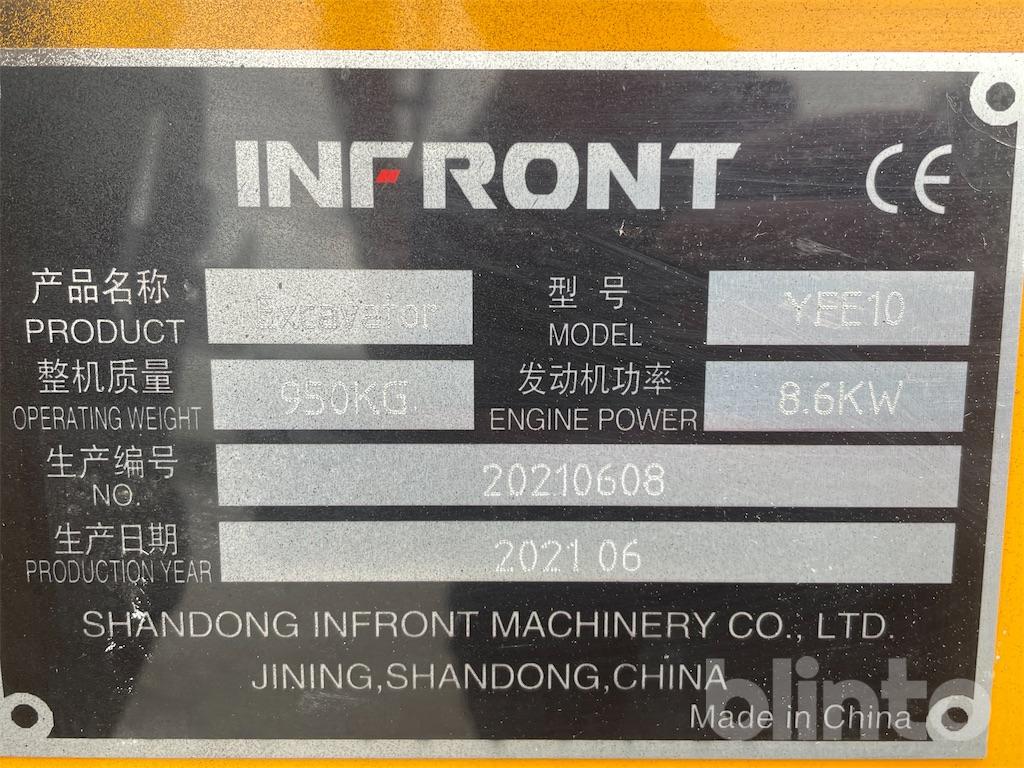 INFRONT CE
产品名称 Excavator 型号 YEE10
PRODUCT MODEL
整机质量 950KG 发动机功率 8.6KW
OPERATING WEIGHT ENGINE POWER
生产编号 20210608
NO.
生产日期 2021 06
PRODUCTION YEAR
SHANDONG INFRONT MACHINERY CO., LTD.
JINING,SHANDONG,CHINA
Made in China
blinto